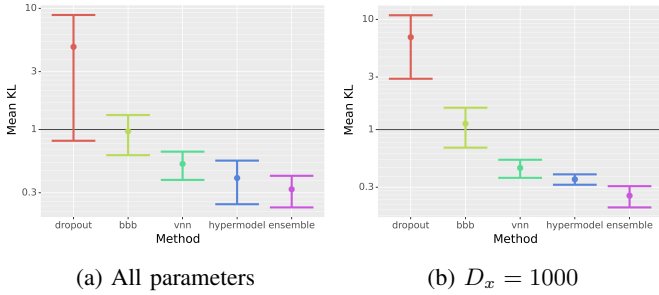 10
3
1
0.3
Mean KL
dropout bbb vnn hypermodel ensemble
Method
(a) All parameters
10
3
1
0.3
Mean KL
dropout bbb vnn hypermodel ensemble
Method
(b) $D_x = 1000$